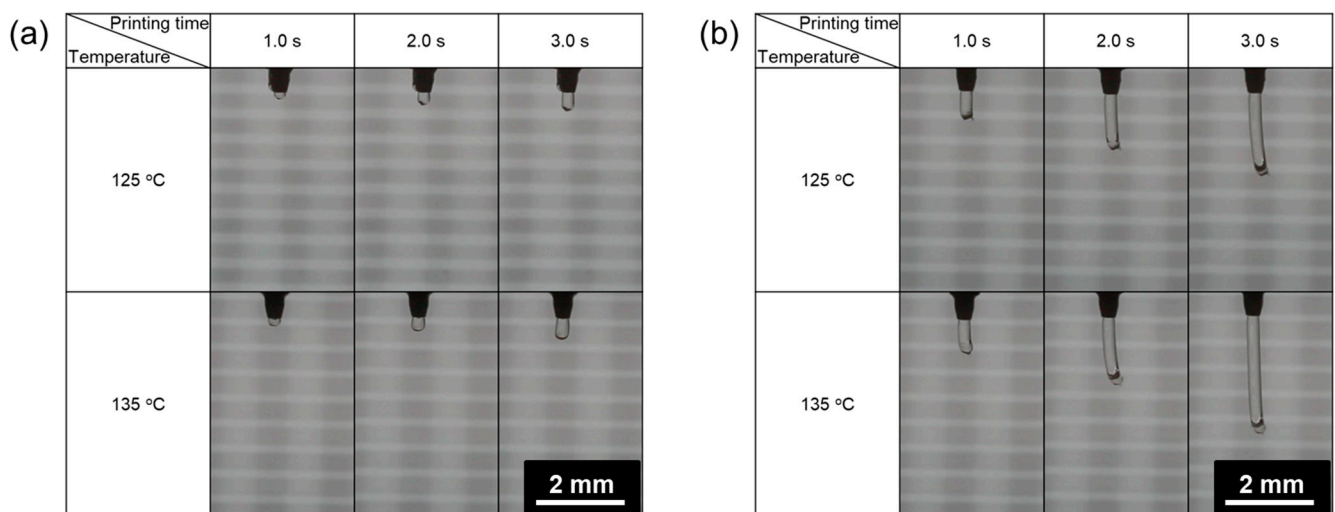 (a)
Printing time
Temperature
1.0 s
2.0 s
3.0 s
125 °C
135 °C
2 mm
(b)
Printing time
Temperature
1.0 s
2.0 s
3.0 s
125 °C
135 °C
2 mm